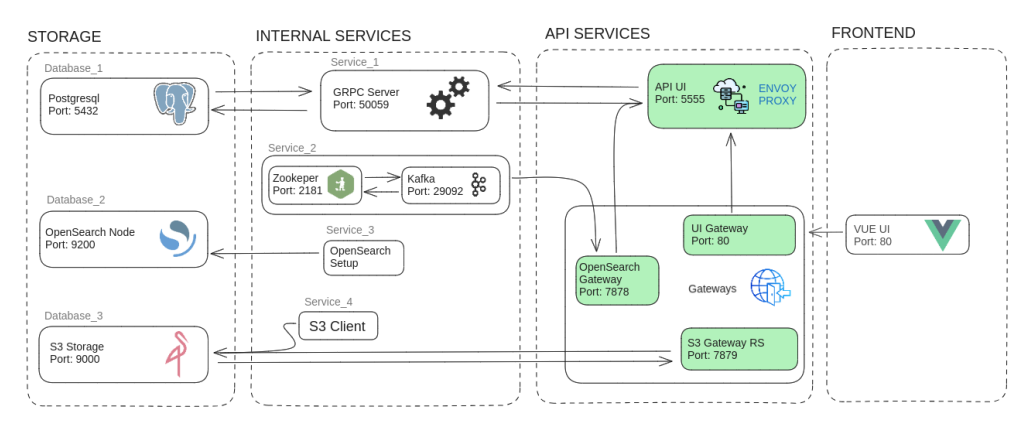 STORAGE
INTERNAL SERVICES
API SERVICES
FRONTEND
Database_1
Postgresql
Port: 5432
Service_1
GRPC Server
Port: 50059
API UI
Port: 5555
ENVOY
PROXY
Service_2
Zookeper
Port: 2181
Kafka
Port: 29092
Database_2
OpenSearch Node
Port: 9200
Service_3
OpenSearch
Setup
UI Gateway
Port: 80
VUE UI
Port: 80
OpenSearch
Gateway
Port: 7878
Gateways
Service_4
S3 Client
Database_3
S3 Storage
Port: 9000
S3 Gateway RS
Port: 7879